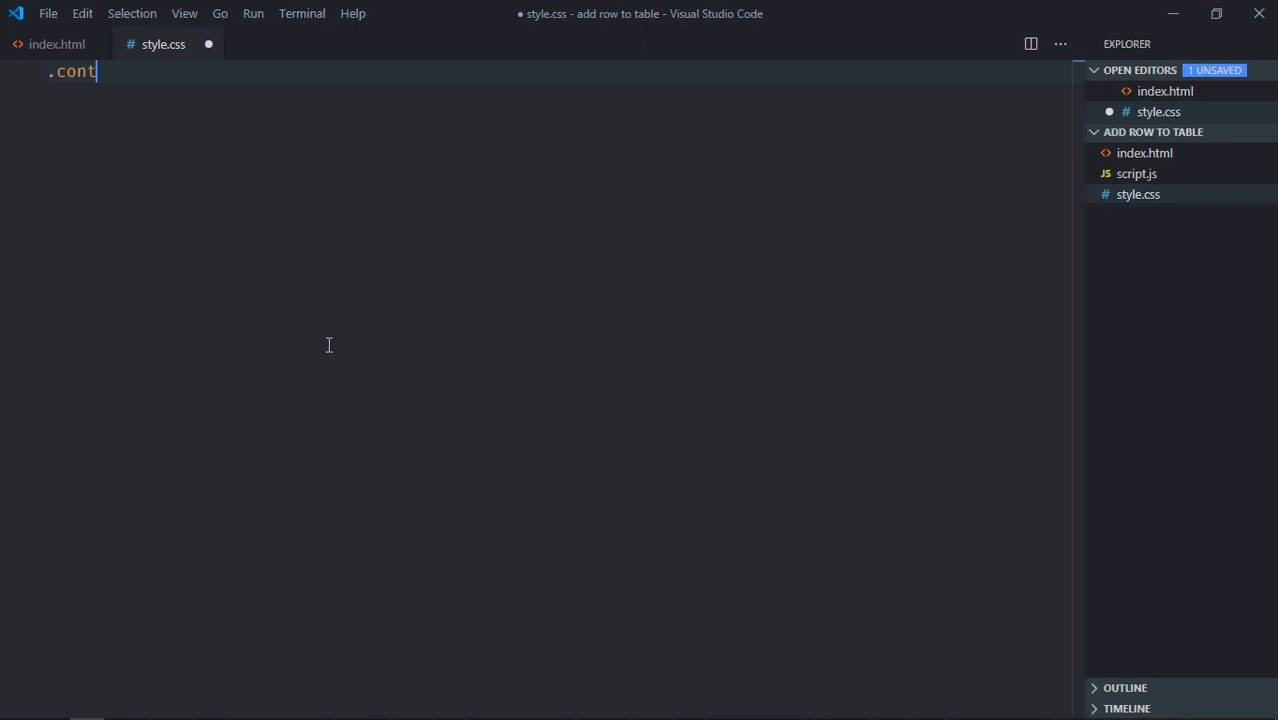 File Edit Selection View Go Run Terminal Help
● style.css - add row to table - Visual Studio Code
<> index.html
# style.css ●
EXPLORER
.cont
OPEN EDITORS 1 UNSAVED
<> index.html
● # style.css
ADD ROW TO TABLE
<> index.html
JS script.js
# style.css
OUTLINE
TIMELINE